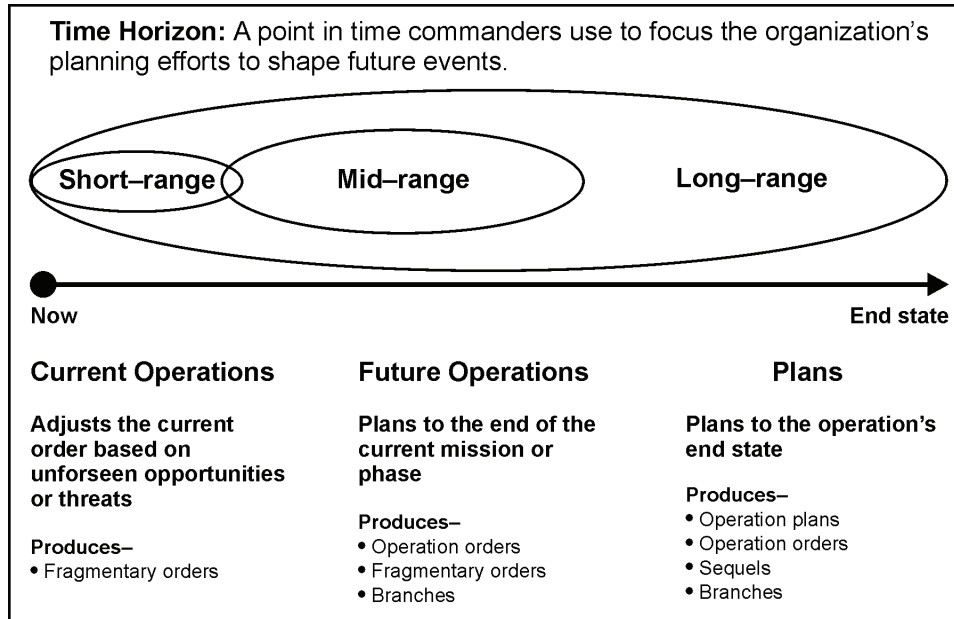 Time Horizon: A point in time commanders use to focus the organization's
planning efforts to shape future events.
Short–range
Mid–range
Long–range
Now
End state
Current Operations
Adjusts the current
order based on
unforseen opportunities
or threats
Produces–
• Fragmentary orders
Future Operations
Plans to the end of the
current mission or
phase
Produces–
• Operation orders
• Fragmentary orders
• Branches
Plans
Plans to the operation's
end state
Produces–
• Operation plans
• Operation orders
• Sequels
• Branches